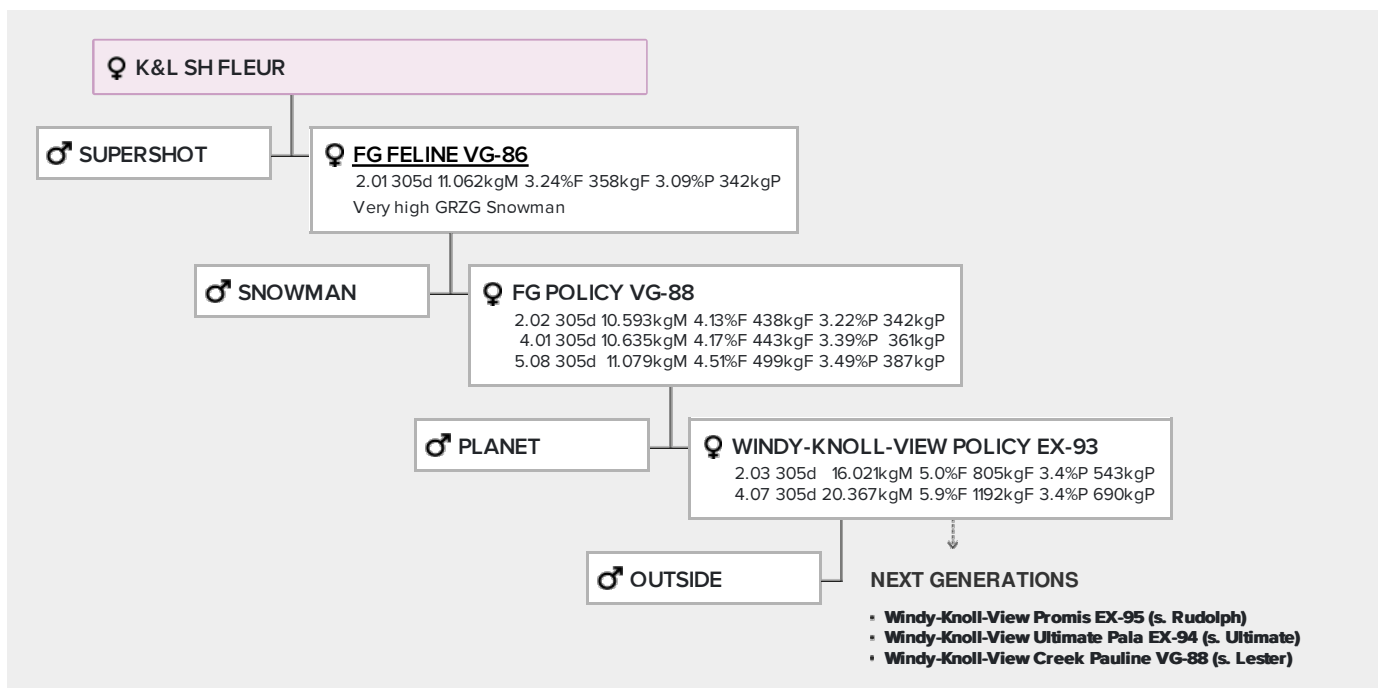 ♀ K&L SH FLEUR
♂ SUPERSHOT
♀ FG FELINE VG-86
2.01 305d 11.062kgM 3.24%F 358kgF 3.09%P 342kgP
Very high GRZG Snowman
♂ SNOWMAN
♀ FG POLICY VG-88
2.02 305d 10.593kgM 4.13%F 438kgF 3.22%P 342kgP
4.01 305d 10.635kgM 4.17%F 443kgF 3.39%P 361kgP
5.08 305d 11.079kgM 4.51%F 499kgF 3.49%P 387kgP
♂ PLANET
♀ WINDY-KNOLL-VIEW POLICY EX-93
2.03 305d 16.021kgM 5.0%F 805kgF 3.4%P 543kgP
4.07 305d 20.367kgM 5.9%F 1192kgF 3.4%P 690kgP
♂ OUTSIDE
NEXT GENERATIONS
• Windy-Knoll-View Promis EX-95 (s. Rudolph)
• Windy-Knoll-View Ultimate Pala EX-94 (s. Ultimate)
• Windy-Knoll-View Creek Pauline VG-88 (s. Lester)